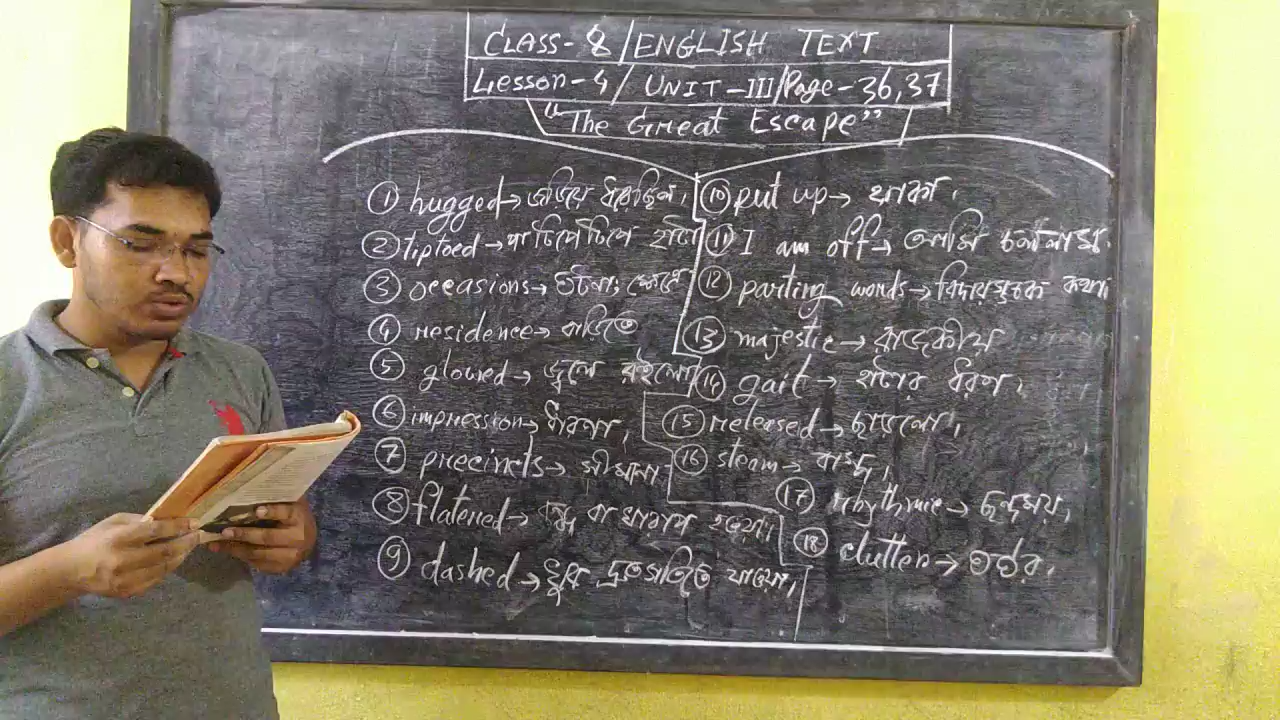 CLASS-8/ENGLISH TEXT
Lesson-4/ UNIT-III/Page-36,37
"The Great Escape"
① hugged→জড়িয়ে ধরেছিল।
② tiptoed→পা টিপে টিপে হাঁটা
③ occasions→ঘটনা;
④ residence→বাড়িতে
⑤ glowed→জ্বলে রইলো
⑥ impression→ধারণা,
⑦ precincts→সীমানা
⑧ flatened→ বা খারাপ হওয়া।
⑨ dashed→ দ্রুতগতিতে যাওয়া,
⑩ put up→ থাকা,
⑪ I am off→ আমি চললাম,
⑫ parting words→বিদায়সূচক কথা
⑬ majestic→ রাজকীয়
⑭ gait→ হাঁটার ধরণ,
⑮ released→ছাড়লো,
⑯ steam→ বাষ্প,
⑰ rhythmic→ ছন্দময়,
⑱ clutter→